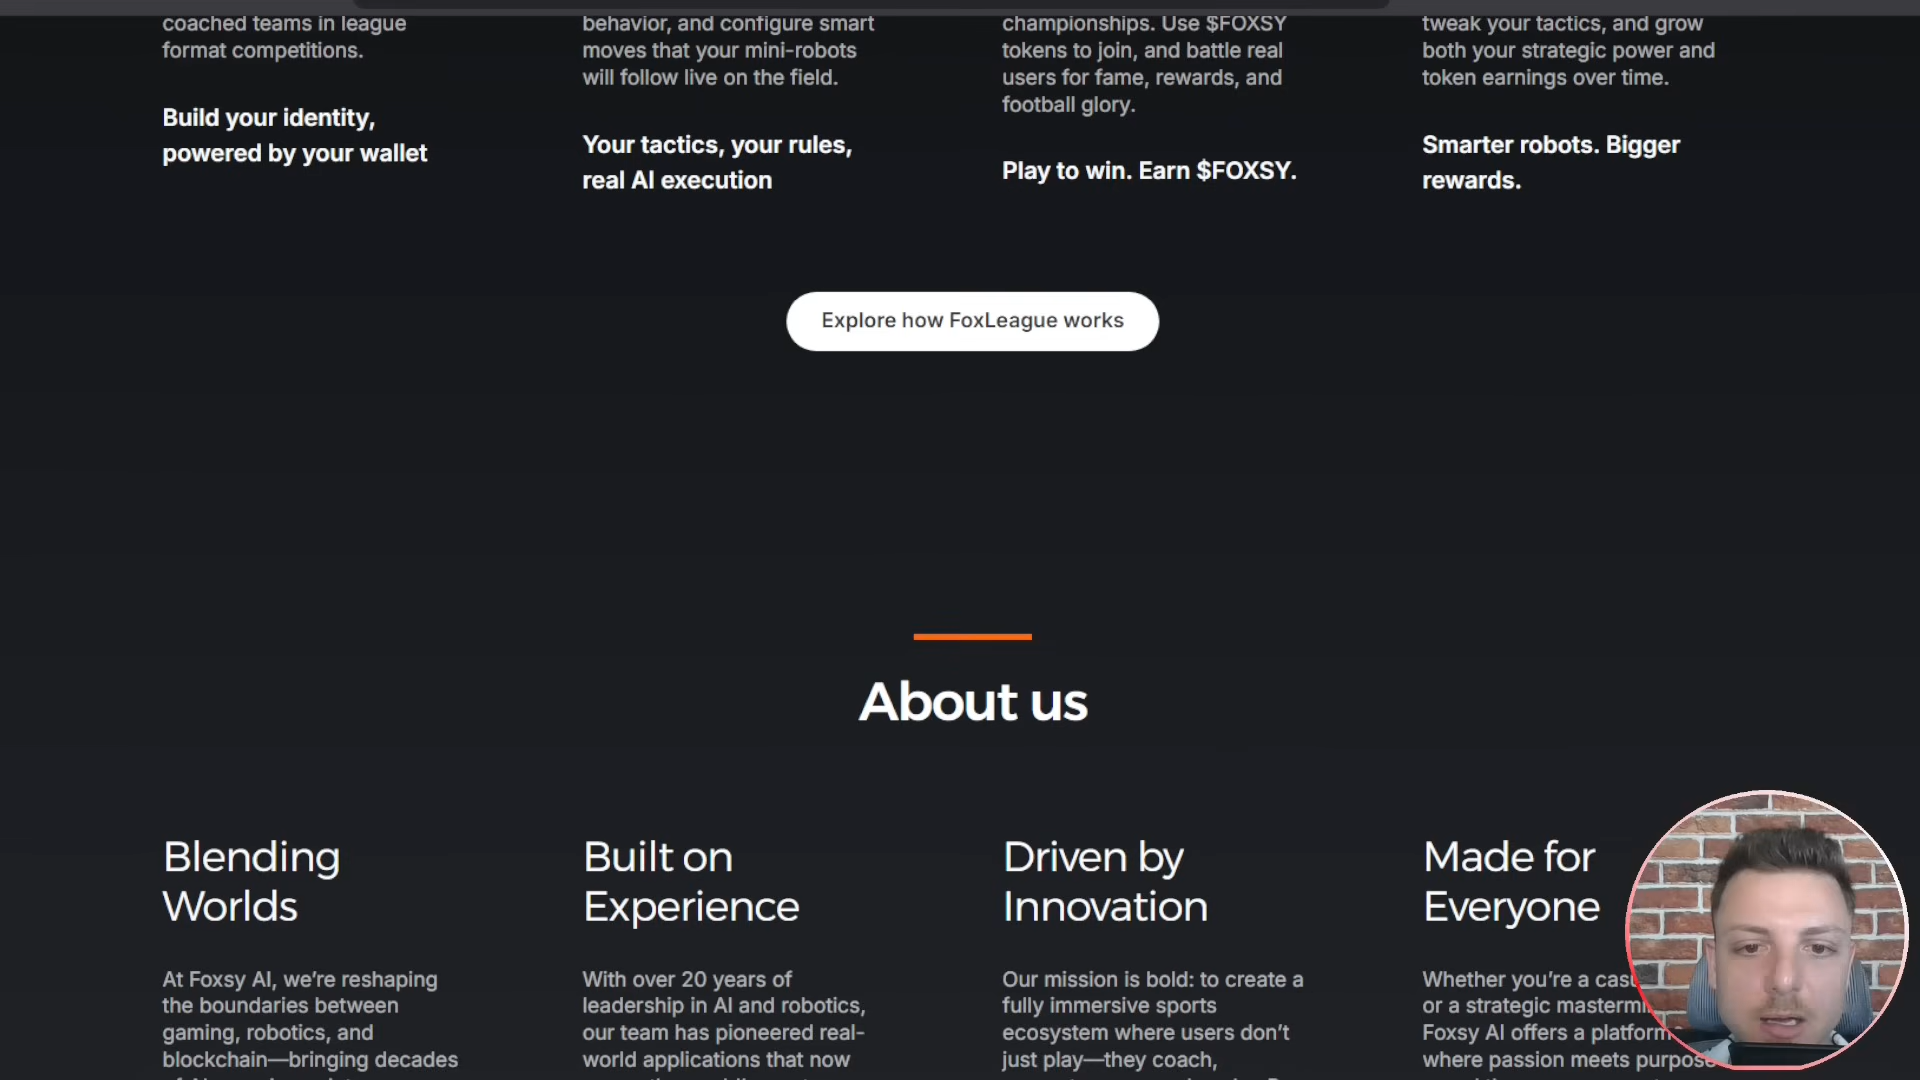 coached teams in league
format competitions.
Build your identity,
powered by your wallet
behavior, and configure smart
moves that your mini-robots
will follow live on the field.
Your tactics, your rules,
real AI execution
championships. Use $FOXSY
tokens to join, and battle real
users for fame, rewards, and
football glory.
Play to win. Earn $FOXSY.
tweak your tactics, and grow
both your strategic power and
token earnings over time.
Smarter robots. Bigger
rewards.
Explore how FoxLeague works
About us
Blending
Worlds
At Foxsy AI, we’re reshaping
the boundaries between
gaming, robotics, and
blockchain—bringing decades
Built on
Experience
With over 20 years of
leadership in AI and robotics,
our team has pioneered real-
world applications that now
Driven by
Innovation
Our mission is bold: to create a
fully immersive sports
ecosystem where users don’t
just play—they coach,
Made for
Everyone
Whether you’re a
or a strategic
Foxsy AI offers a platform
where passion meets purpose